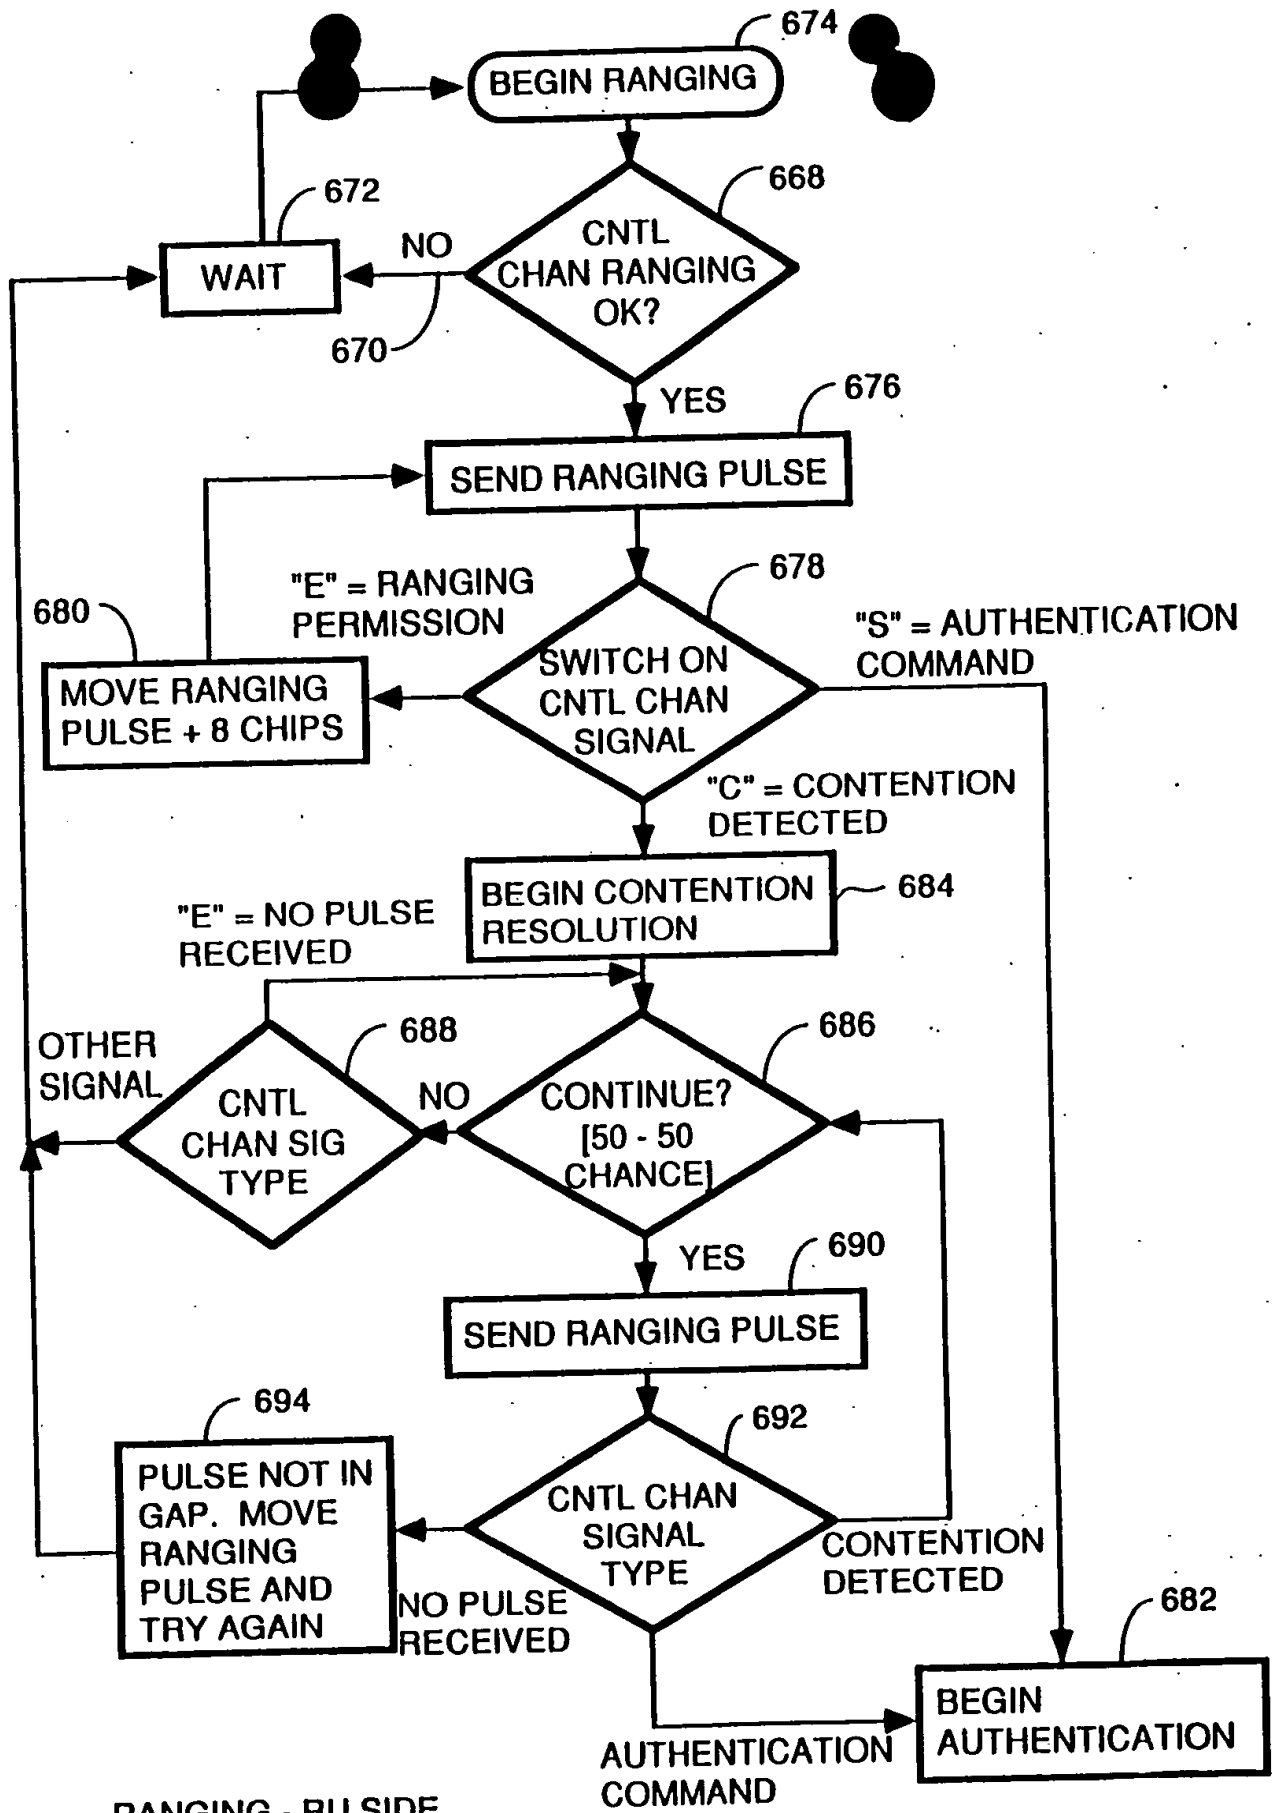 674
BEGIN RANGING
668
672
NO
CNTL
CHAN RANGING
OK?
WAIT
670
YES
676
SEND RANGING PULSE
678
"E" = RANGING
PERMISSION
680
"S" = AUTHENTICATION
COMMAND
SWITCH ON
CNTL CHAN
SIGNAL
MOVE RANGING
PULSE + 8 CHIPS
"C" = CONTENTION
DETECTED
BEGIN CONTENTION
RESOLUTION
684
"E" = NO PULSE
RECEIVED
686
688
OTHER
SIGNAL
CNTL
CHAN SIG
TYPE
NO
CONTINUE?
[50 - 50
CHANCE]
YES
690
SEND RANGING PULSE
694
692
PULSE NOT IN
GAP. MOVE
RANGING
PULSE AND
TRY AGAIN
CNTL CHAN
SIGNAL
TYPE
CONTENTION
DETECTED
NO PULSE
RECEIVED
682
BEGIN
AUTHENTICATION
AUTHENTICATION
COMMAND
RANGING - RU SIDE